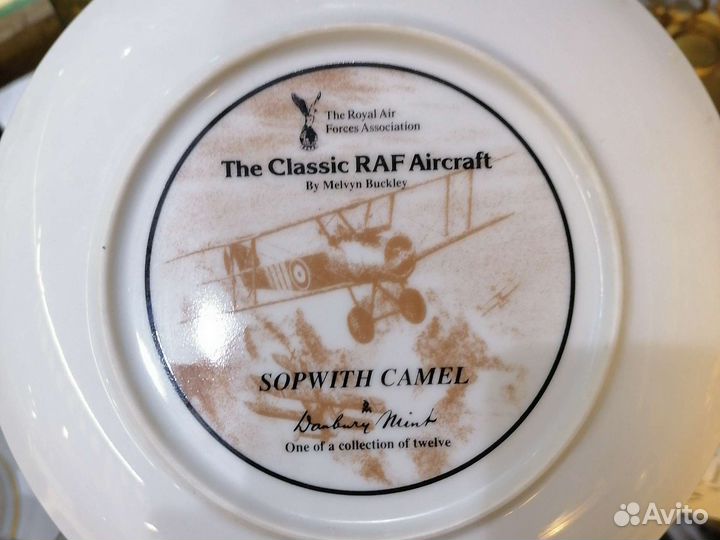 The Royal Air
Forces Association
The Classic RAF Aircraft
By Melvyn Buckley
SOPWITH CAMEL
The
Danbury Mint
One of a collection of twelve
Avito